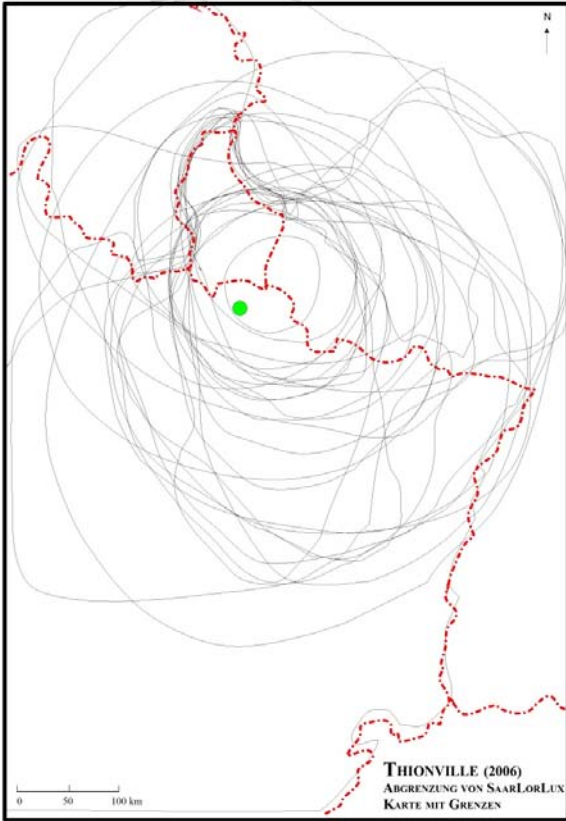 N
0 50 100 km
THIONVILLE (2006)
ABGRENZUNG VON SAARLORLUX
KARTE MIT GRENZEN